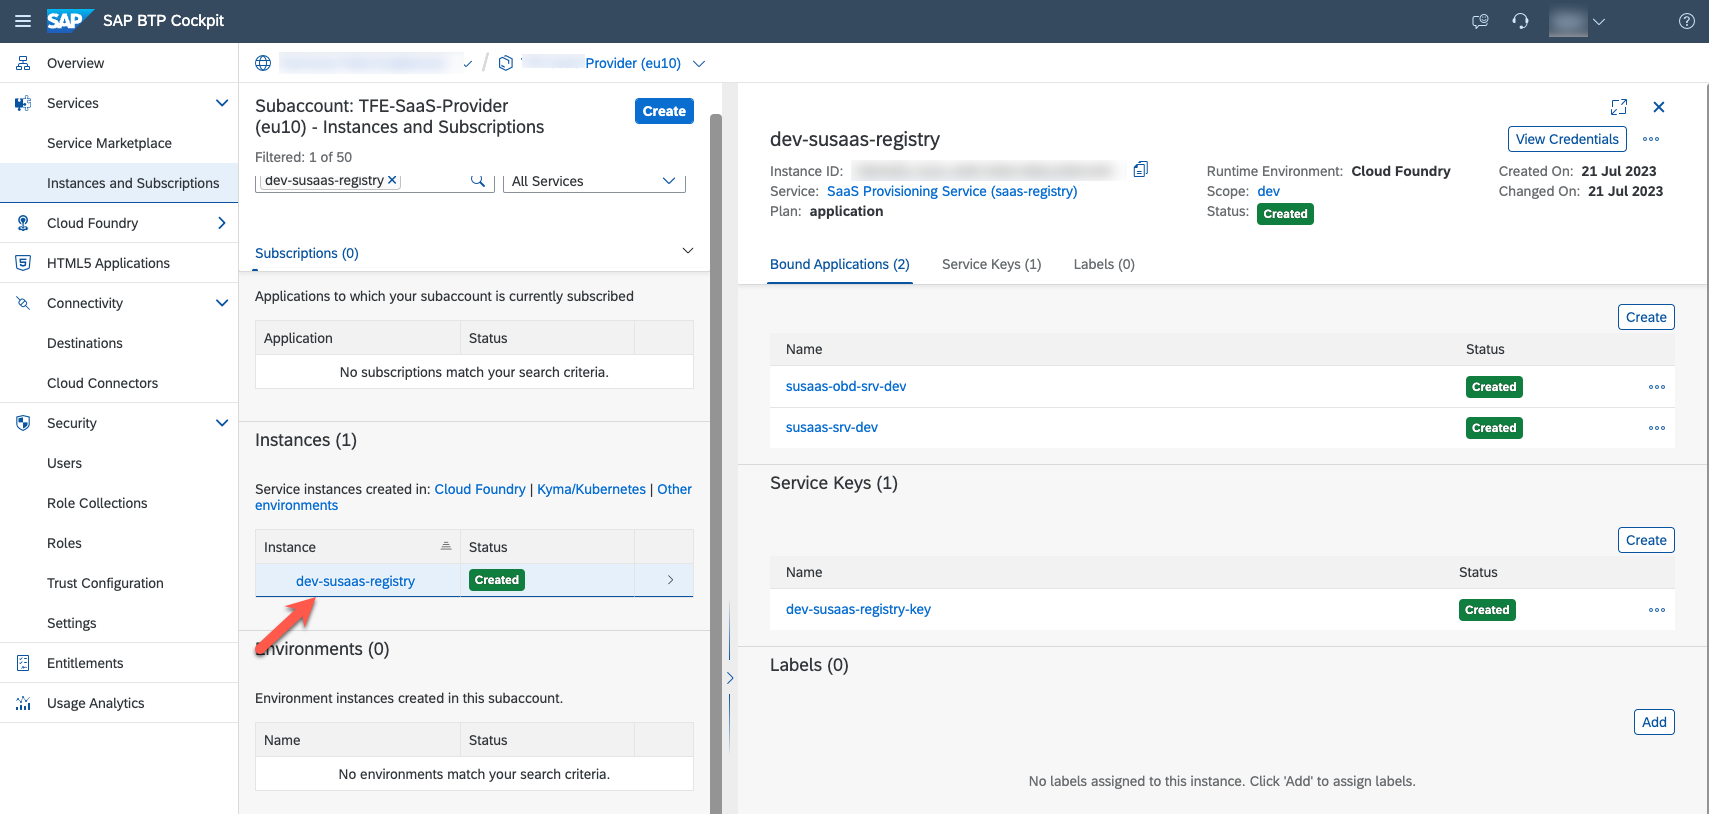 SAP
SAP BTP Cockpit
Overview
Services
Service Marketplace
Instances and Subscriptions
Cloud Foundry
HTML5 Applications
Connectivity
Destinations
Cloud Connectors
Security
Users
Role Collections
Roles
Trust Configuration
Settings
Entitlements
Usage Analytics
/ Provider (eu10)
Subaccount: TFE-SaaS-Provider
(eu10) - Instances and Subscriptions
Create
Filtered: 1 of 50
dev-susaas-registry
All Services
Subscriptions (0)
Applications to which your subaccount is currently subscribed
Application Status
No subscriptions match your search criteria.
Instances (1)
Service instances created in: Cloud Foundry | Kyma/Kubernetes | Other
environments
Instance Status
dev-susaas-registry Created
Environments (0)
Environment instances created in this subaccount.
Name Status
No environments match your search criteria.
dev-susaas-registry
View Credentials
Instance ID:
Service: SaaS Provisioning Service (saas-registry)
Plan: application
Runtime Environment: Cloud Foundry
Scope: dev
Status: Created
Created On: 21 Jul 2023
Changed On: 21 Jul 2023
Bound Applications (2) Service Keys (1) Labels (0)
Create
Name Status
susaas-obd-srv-dev Created
susaas-srv-dev Created
Service Keys (1)
Create
Name Status
dev-susaas-registry-key Created
Labels (0)
Add
No labels assigned to this instance. Click 'Add' to assign labels.